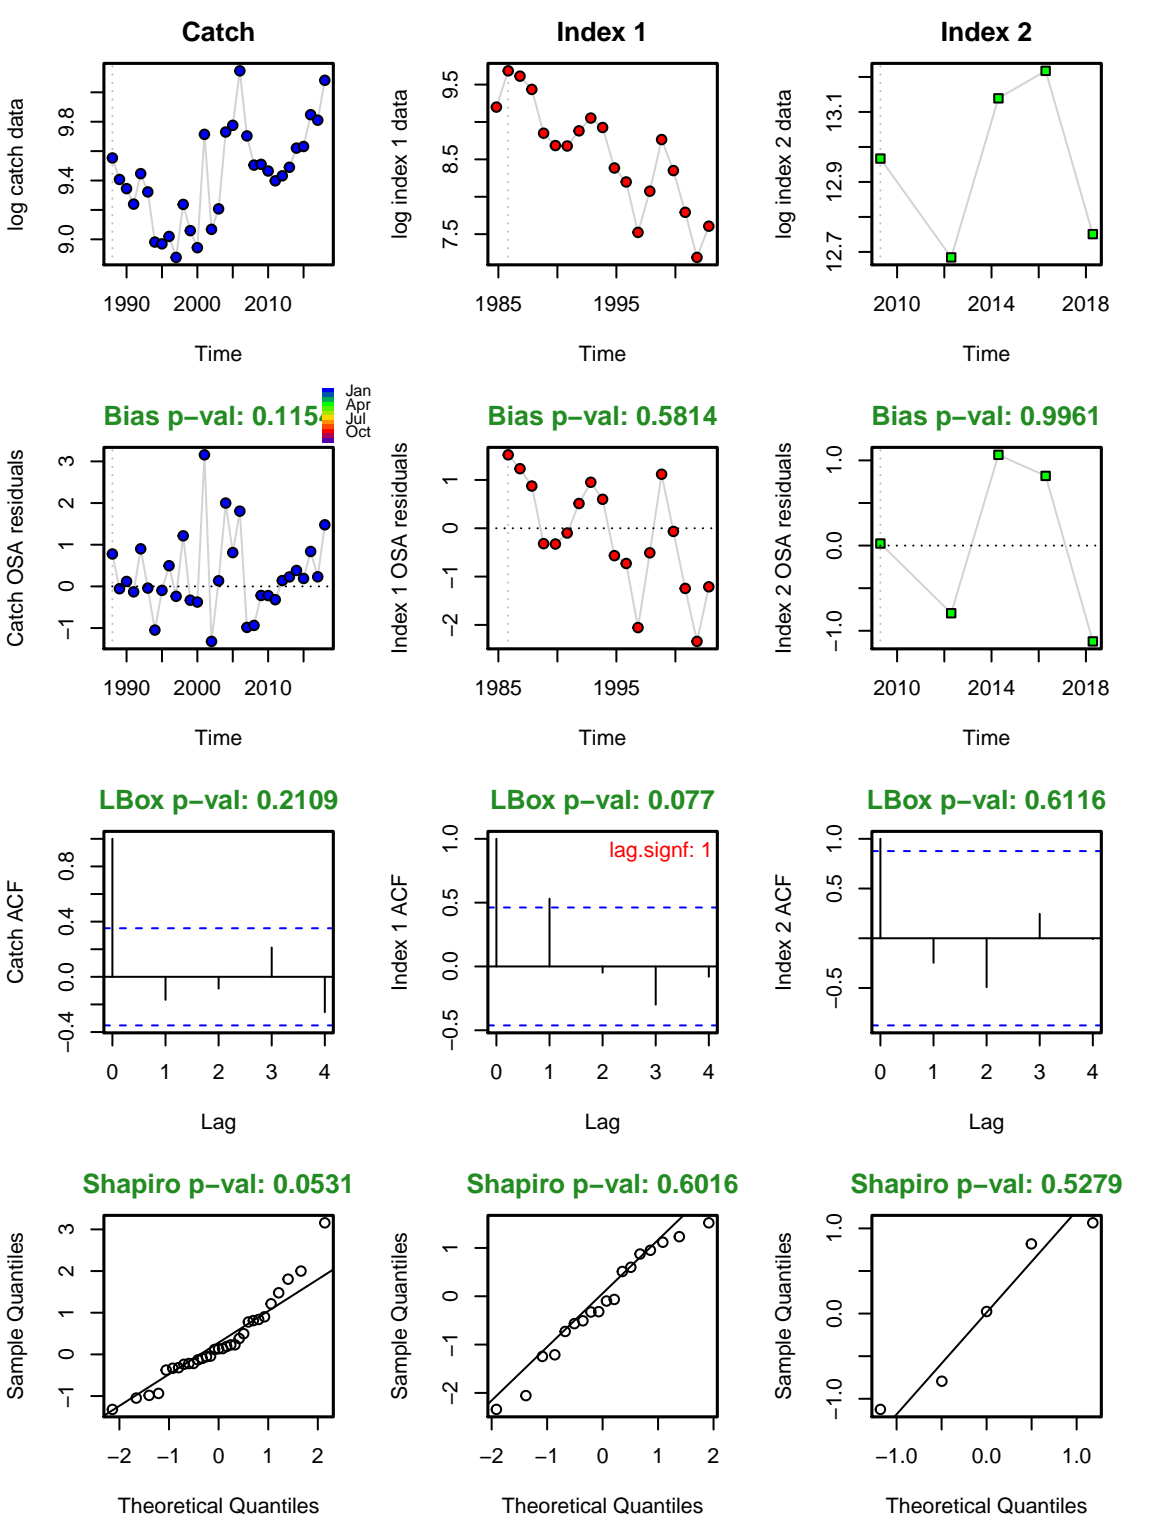 Catch
Index 1
Index 2
log catch data
9.0
9.4
9.8
1990
2000
2010
Time
log index 1 data
7.5
8.5
9.5
1985
1995
Time
log index 2 data
12.7
12.9
13.1
2010
2014
2018
Time
Bias p−val: 0.1154
Jan
Apr
Jul
Oct
Bias p−val: 0.5814
Bias p−val: 0.9961
Catch OSA residuals
−1
0
1
2
3
1990
2000
2010
Time
Index 1 OSA residuals
−2
−1
0
1
1985
1995
Time
Index 2 OSA residuals
−1.0
0.0
1.0
2010
2014
2018
Time
LBox p−val: 0.2109
LBox p−val: 0.077
LBox p−val: 0.6116
Catch ACF
−0.4
0.0
0.4
0.8
0
1
2
3
4
Lag
Index 1 ACF
−0.5
0.0
0.5
1.0
lag.signf: 1
0
1
2
3
4
Lag
Index 2 ACF
−0.5
0.5
1.0
0
1
2
3
4
Lag
Shapiro p−val: 0.0531
Shapiro p−val: 0.6016
Shapiro p−val: 0.5279
Sample Quantiles
−1
0
1
2
3
−2
−1
0
1
2
Theoretical Quantiles
Sample Quantiles
−2
−1
0
1
−2
−1
0
1
2
Theoretical Quantiles
Sample Quantiles
−1.0
0.0
1.0
−1.0
0.0
1.0
Theoretical Quantiles